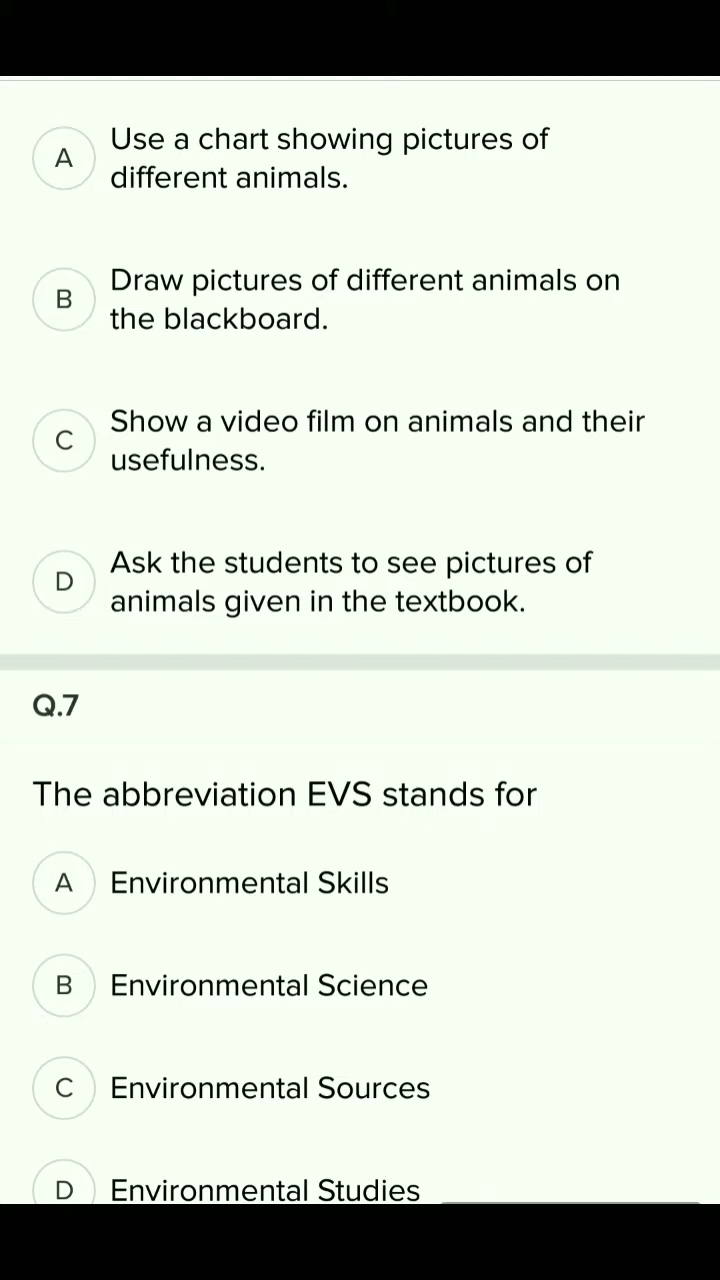 A
Use a chart showing pictures of
different animals.
B
Draw pictures of different animals on
the blackboard.
C
Show a video film on animals and their
usefulness.
D
Ask the students to see pictures of
animals given in the textbook.
Q.7
The abbreviation EVS stands for
A Environmental Skills
B Environmental Science
C Environmental Sources
D Environmental Studies